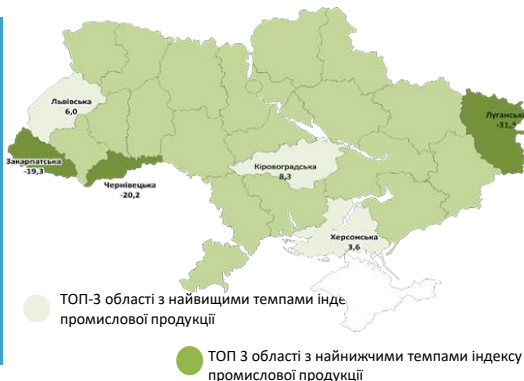 Львівська
6,0
Луганська
-31,3
Закарпатська
-19,3
Кіровоградська
8,3
Чернівецька
-20,2
Херсонська
3,6
ТОП-3 області з найвищими темпами інде
промислової продукції
ТОП 3 області з найнижчими темпами індексу
промислової продукції